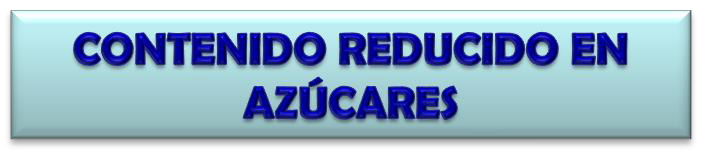 CONTENIDO REDUCIDO EN
AZÚCARES